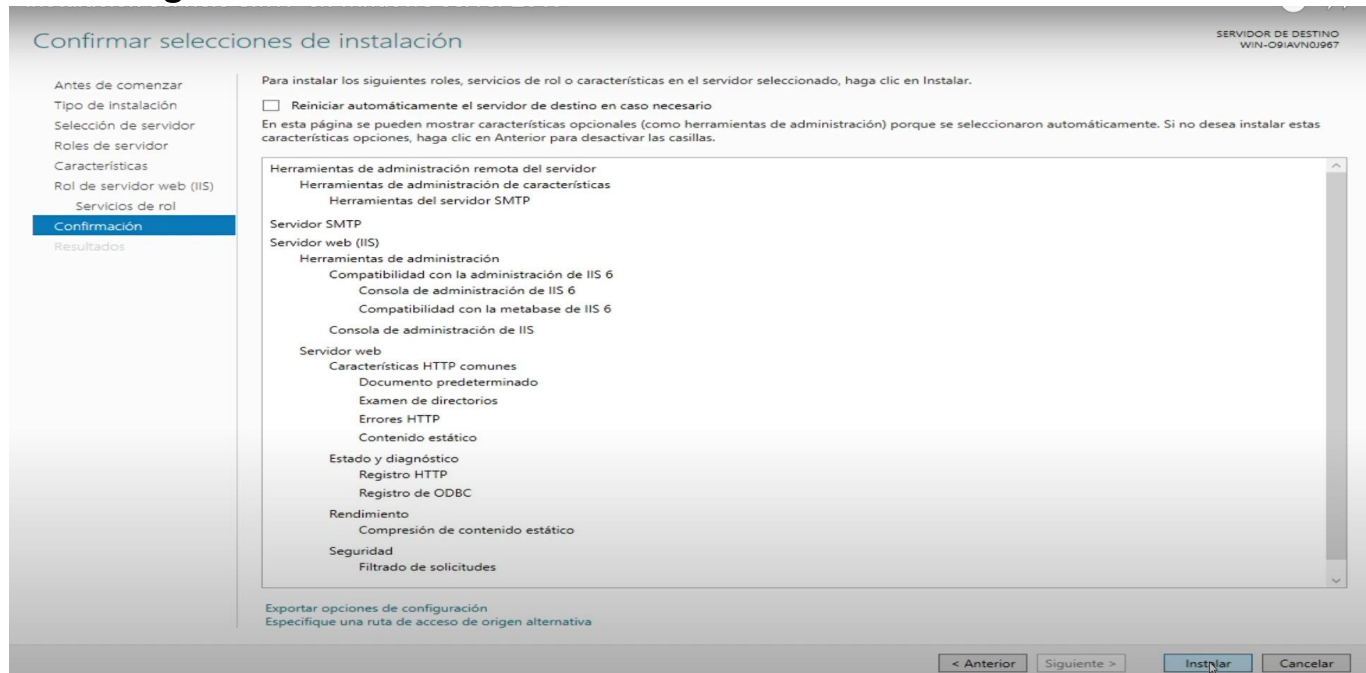 Confirmar selecciones de instalación
SERVIDOR DE DESTINO
WIN-O9IAVN0J967
Antes de comenzar
Tipo de instalación
Selección de servidor
Roles de servidor
Características
Rol de servidor web (IIS)
Servicios de rol
Confirmación
Resultados
Para instalar los siguientes roles, servicios de rol o características en el servidor seleccionado, haga clic en Instalar.
Reiniciar automáticamente el servidor de destino en caso necesario
En esta página se pueden mostrar características opcionales (como herramientas de administración) porque se seleccionaron automáticamente. Si no desea instalar estas
características opciones, haga clic en Anterior para desactivar las casillas.
Herramientas de administración remota del servidor
Herramientas de administración de características
Herramientas del servidor SMTP
Servidor SMTP
Servidor web (IIS)
Herramientas de administración
Compatibilidad con la administración de IIS 6
Consola de administración de IIS 6
Compatibilidad con la metabase de IIS 6
Consola de administración de IIS
Servidor web
Características HTTP comunes
Documento predeterminado
Examen de directorios
Errores HTTP
Contenido estático
Estado y diagnóstico
Registro HTTP
Registro de ODBC
Rendimiento
Compresión de contenido estático
Seguridad
Filtrado de solicitudes
Exportar opciones de configuración
Especifique una ruta de acceso de origen alternativa
< Anterior
Siguiente >
Instalar
Cancelar